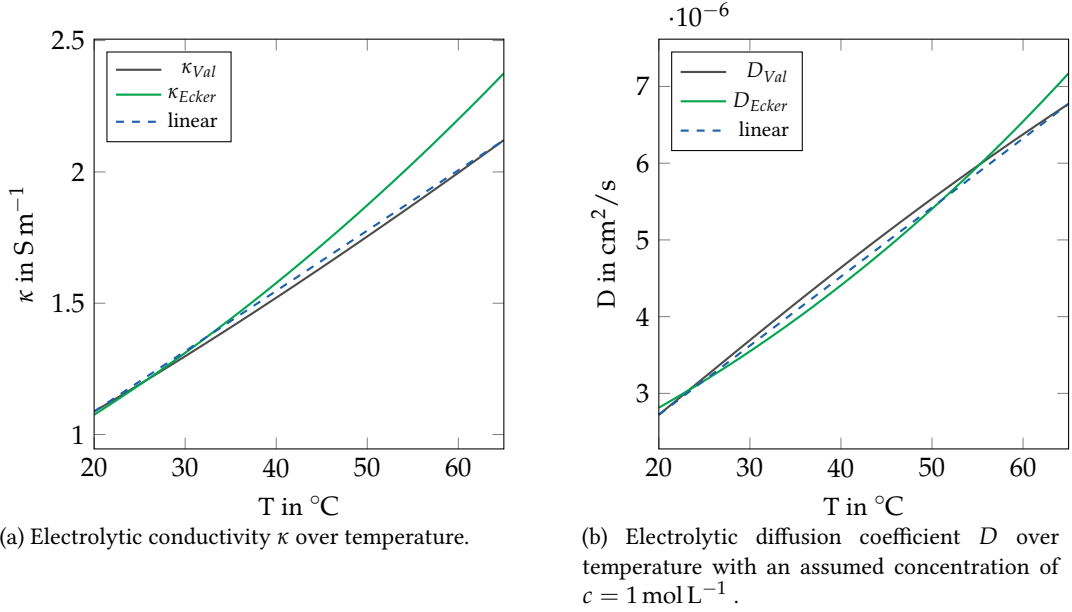 2.5
2
1.5
1
20 30 40 50 60
κ in S m⁻¹
T in °C
κ_Val
κ_Ecker
linear
(a) Electrolytic conductivity κ over temperature.
·10⁻⁶
7
6
5
4
3
20 30 40 50 60
D in cm²/s
T in °C
D_Val
D_Ecker
linear
(b) Electrolytic diffusion coefficient D over
temperature with an assumed concentration of
c = 1 mol L⁻¹ .